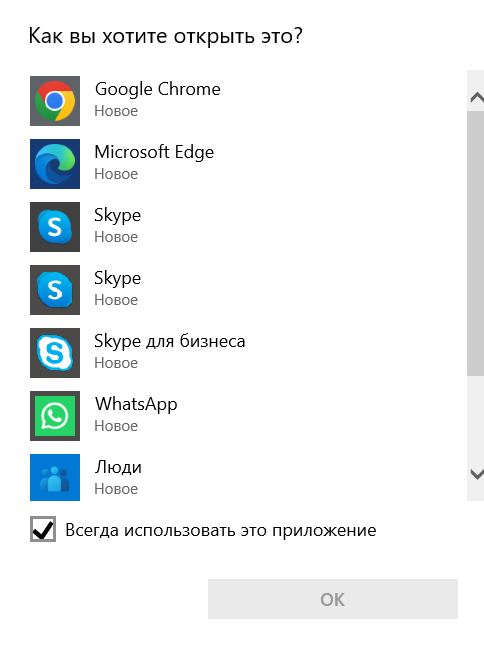 Как вы хотите открыть это?
Google Chrome
Новое
Microsoft Edge
Новое
Skype
Новое
Skype
Новое
Skype для бизнеса
Новое
WhatsApp
Новое
Люди
Новое
Всегда использовать это приложение
ОК